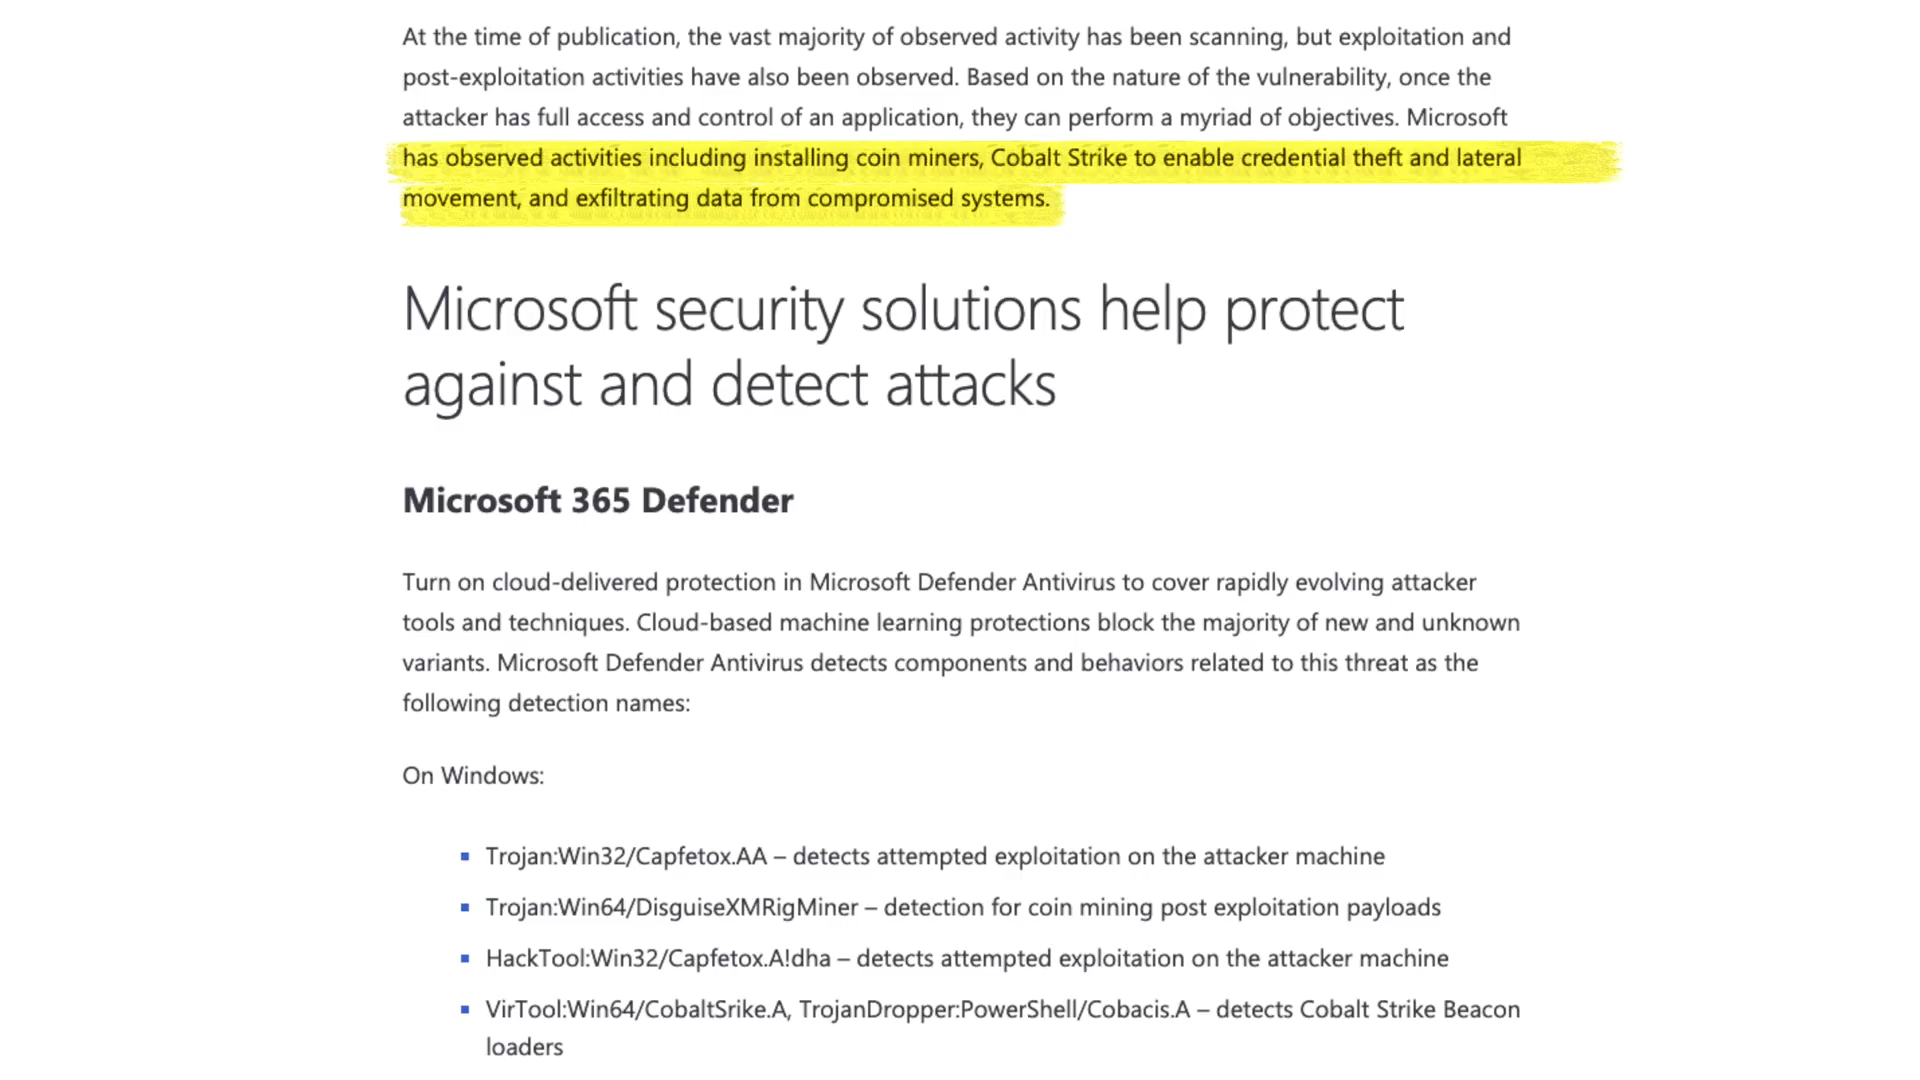 At the time of publication, the vast majority of observed activity has been scanning, but exploitation and
post-exploitation activities have also been observed. Based on the nature of the vulnerability, once the
attacker has full access and control of an application, they can perform a myriad of objectives. Microsoft
has observed activities including installing coin miners, Cobalt Strike to enable credential theft and lateral
movement, and exfiltrating data from compromised systems.
Microsoft security solutions help protect
against and detect attacks
Microsoft 365 Defender
Turn on cloud-delivered protection in Microsoft Defender Antivirus to cover rapidly evolving attacker
tools and techniques. Cloud-based machine learning protections block the majority of new and unknown
variants. Microsoft Defender Antivirus detects components and behaviors related to this threat as the
following detection names:
On Windows:
▪ Trojan:Win32/Capfetox.AA – detects attempted exploitation on the attacker machine
▪ Trojan:Win64/DisguiseXMRigMiner – detection for coin mining post exploitation payloads
▪ HackTool:Win32/Capfetox.A!dha – detects attempted exploitation on the attacker machine
▪ VirTool:Win64/CobaltSrike.A, TrojanDropper:PowerShell/Cobacis.A – detects Cobalt Strike Beacon
loaders